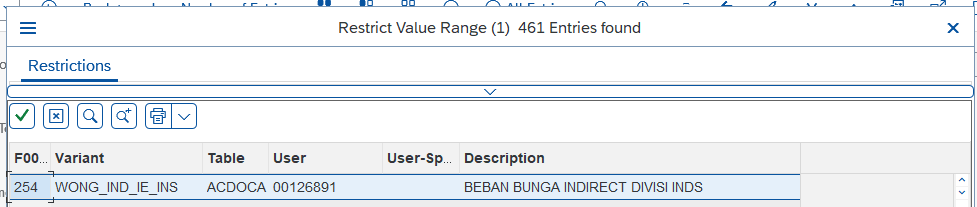 Restrict Value Range (1) 461 Entries found
Restrictions
F00... Variant Table User User-Sp... Description
254 WONG_IND_IE_INS ACDOCA 00126891 BEBAN BUNGA INDIRECT DIVISI INDS